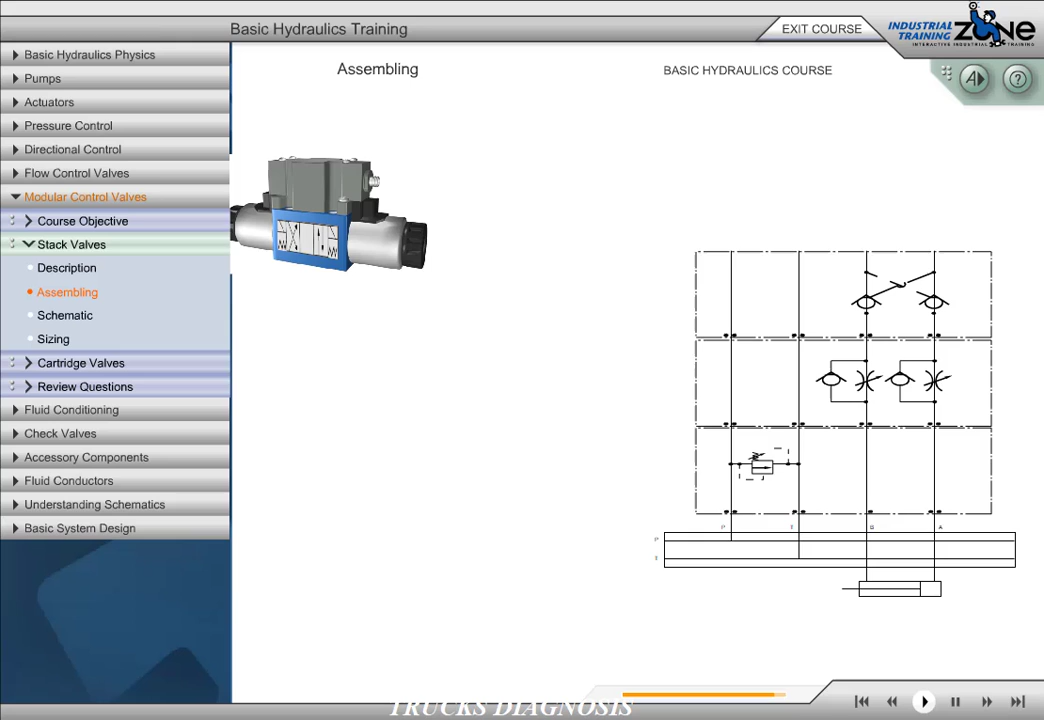 Basic Hydraulics Training
EXIT COURSE
INDUSTRIAL
TRAINING
ZONE
INTERACTIVE INDUSTRIAL TRAINING
Assembling
BASIC HYDRAULICS COURSE
A
?
Basic Hydraulics Physics
Pumps
Actuators
Pressure Control
Directional Control
Flow Control Valves
Modular Control Valves
Course Objective
Stack Valves
Description
Assembling
Schematic
Sizing
Cartridge Valves
Review Questions
Fluid Conditioning
Check Valves
Accessory Components
Fluid Conductors
Understanding Schematics
Basic System Design
P T B A
P
T
TRUCKS DIAGNOSIS